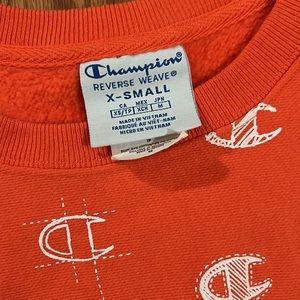 Champion
REVERSE WEAVE®
X-SMALL
CA MEX JPN
XS/TP XCH M
MADE IN VIETNAM
FABRIQUÉ AU VIÊT-NAM
HECHO EN VIETNAM